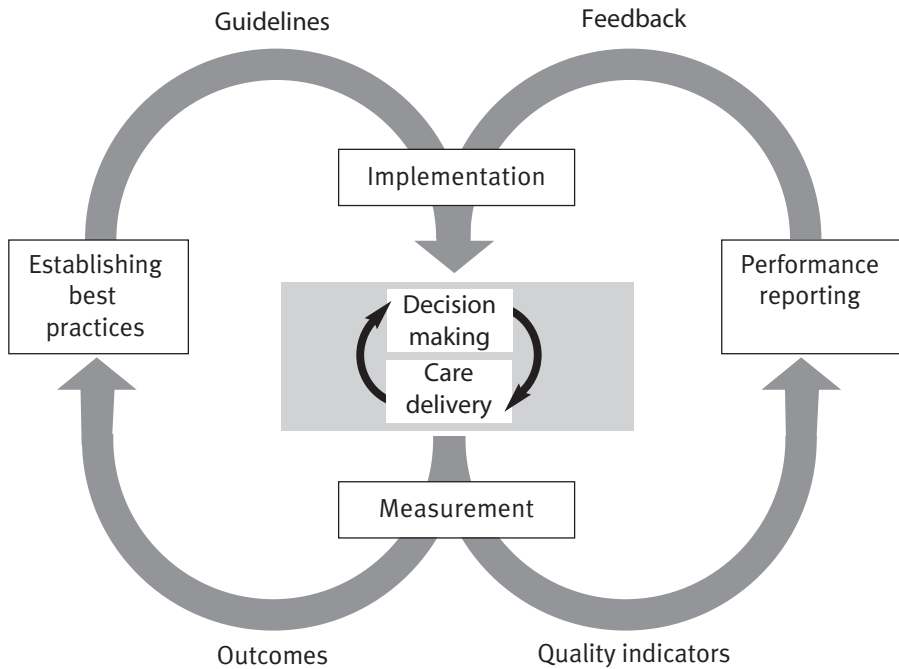 Guidelines
Feedback
Implementation
Establishing
best
practices
Performance
reporting
Decision
making
Care
delivery
Measurement
Outcomes
Quality indicators